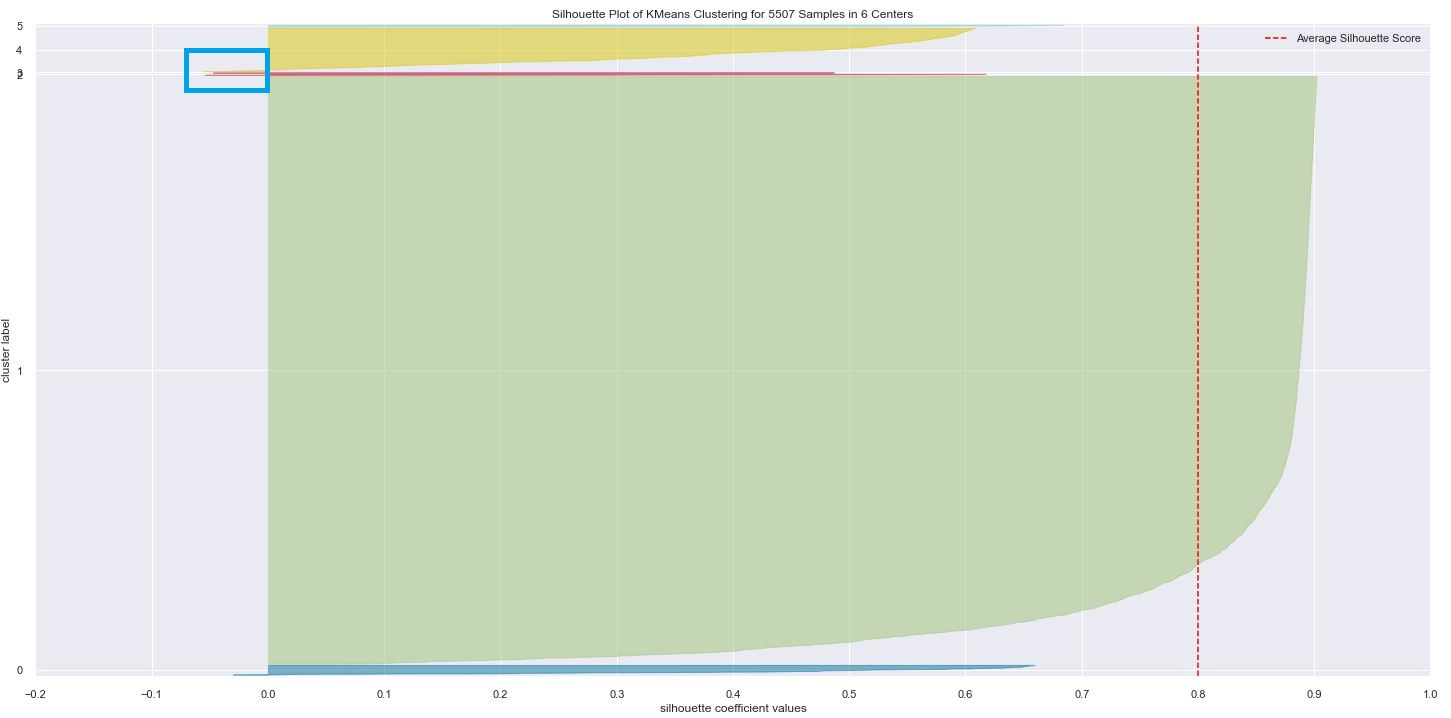 Silhouette Plot of KMeans Clustering for 5507 Samples in 6 Centers
Average Silhouette Score
5
4
3
2
1
0
cluster label
−0.2 −0.1 0.0 0.1 0.2 0.3 0.4 0.5 0.6 0.7 0.8 0.9 1.0
silhouette coefficient values